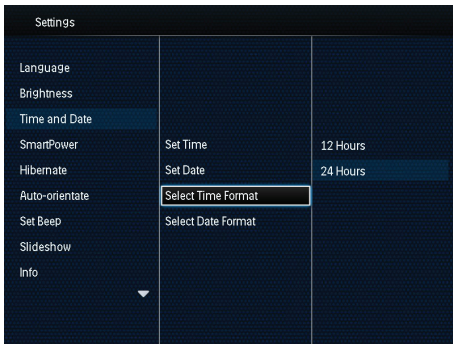 Settings
Language
Brightness
Time and Date
SmartPower
Hibernate
Auto-orientate
Set Beep
Slideshow
Info
Set Time
Set Date
Select Time Format
Select Date Format
12 Hours
24 Hours